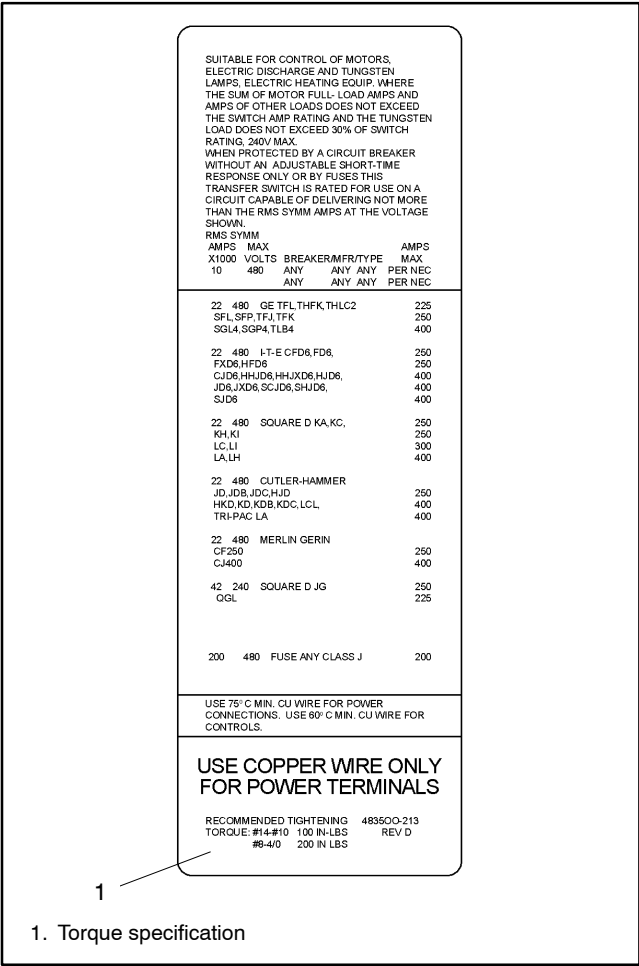 SUITABLE FOR CONTROL OF MOTORS,
ELECTRIC DISCHARGE AND TUNGSTEN
LAMPS, ELECTRIC HEATING EQUIP. WHERE
THE SUM OF MOTOR FULL- LOAD AMPS AND
AMPS OF OTHER LOADS DOES NOT EXCEED
THE SWITCH AMP RATING AND THE TUNGSTEN
LOAD DOES NOT EXCEED 30% OF SWITCH
RATING, 240V MAX.
WHEN PROTECTED BY A CIRCUIT BREAKER
WITHOUT AN ADJUSTABLE SHORT-TIME
RESPONSE ONLY OR BY FUSES THIS
TRANSFER SWITCH IS RATED FOR USE ON A
CIRCUIT CAPABLE OF DELIVERING NOT MORE
THAN THE RMS SYMM AMPS AT THE VOLTAGE
SHOWN.
RMS SYMM
AMPS MAX AMPS
X1000 VOLTS BREAKER/MFR/TYPE MAX
10 480 ANY ANY ANY PER NEC
ANY ANY ANY PER NEC
22 480 GE TFL,THFK,THLC2 225
SFL,SFP,TFJ,TFK 250
SGL4,SGP4,TLB4 400
22 480 I-T-E CFD6,FD6, 250
FXD6,HFD6 250
CJD6,HHJD6,HHJXD6,HJD6, 400
JD6,JXD6,SCJD6,SHJD6, 400
SJD6 400
22 480 SQUARE D KA,KC, 250
KH,KI 250
LC,LI 300
LA,LH 400
22 480 CUTLER-HAMMER
JD,JDB,JDC,HJD 250
HKD,KD,KDB,KDC,LCL, 400
TRI-PAC LA 400
22 480 MERLIN GERIN
CF250 250
CJ400 400
42 240 SQUARE D JG 250
QGL 225
200 480 FUSE ANY CLASS J 200
USE 75° C MIN. CU WIRE FOR POWER
CONNECTIONS. USE 60° C MIN. CU WIRE FOR
CONTROLS.
USE COPPER WIRE ONLY
FOR POWER TERMINALS
RECOMMENDED TIGHTENING 4835OO-213
TORQUE: #14-#10 100 IN-LBS REV D
#8-4/0 200 IN LBS
1
1. Torque specification